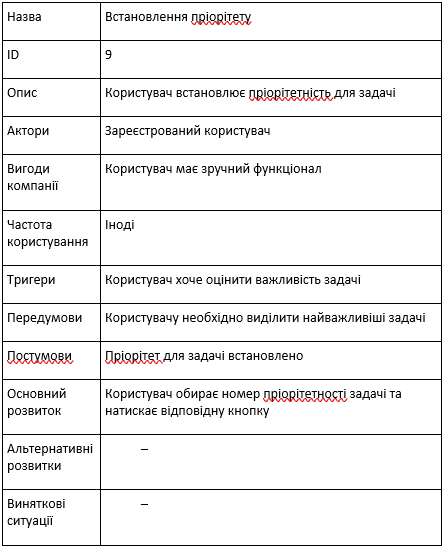 Назва
Встановлення пріорітету
ID
9
Опис
Користувач встановлює пріорітетність для задачі
Актори
Зареєстрований користувач
Вигоди
компанії
Користувач має зручний функціонал
Частота
користування
Іноді
Тригери
Користувач хоче оцінити важливість задачі
Передумови
Користувачу необхідно виділити найважливіші задачі
Постумови
Пріорітет для задачі встановлено
Основний
розвиток
Користувач обирає номер пріорітетності задачі та
натискає відповідну кнопку
Альтернативні
розвитки
–
Виняткові
ситуації
–